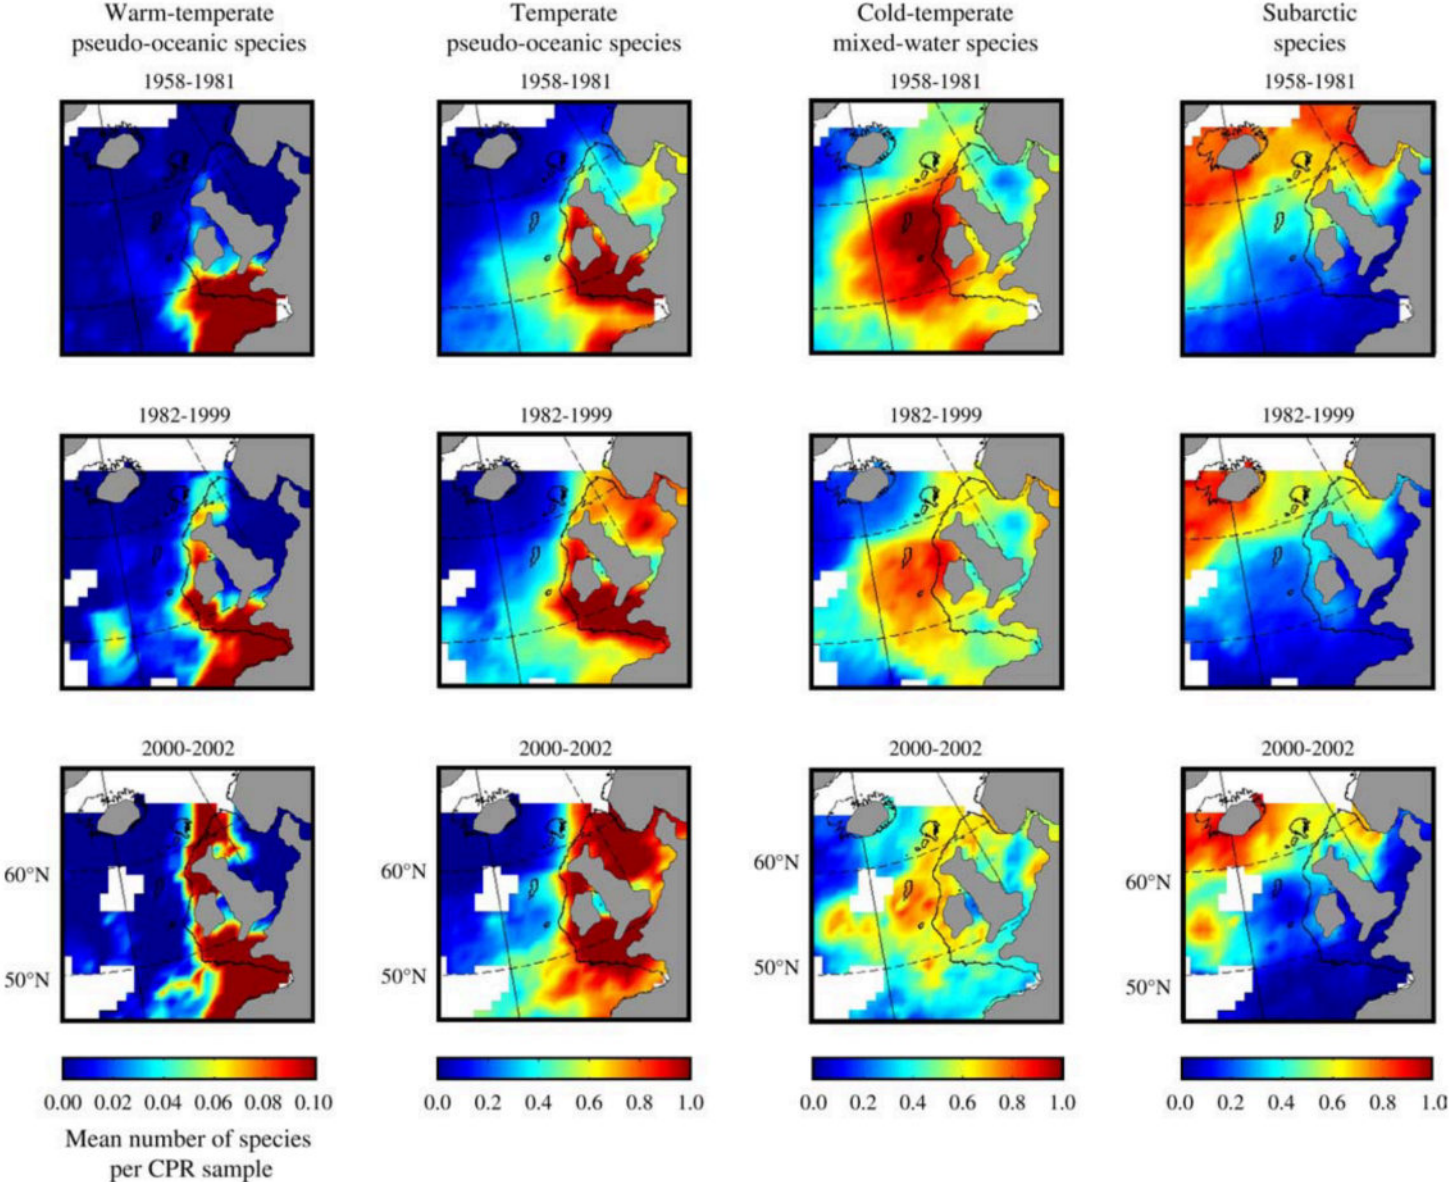 Warm-temperate
pseudo-oceanic species
Temperate
pseudo-oceanic species
Cold-temperate
mixed-water species
Subarctic
species
1958-1981
1958-1981
1958-1981
1958-1981
1982-1999
1982-1999
1982-1999
1982-1999
2000-2002
2000-2002
2000-2002
2000-2002
60°N
60°N
60°N
60°N
50°N
50°N
50°N
50°N
0.00 0.02 0.04 0.06 0.08 0.10
0.0 0.2 0.4 0.6 0.8 1.0
0.0 0.2 0.4 0.6 0.8 1.0
0.0 0.2 0.4 0.6 0.8 1.0
Mean number of species
per CPR sample